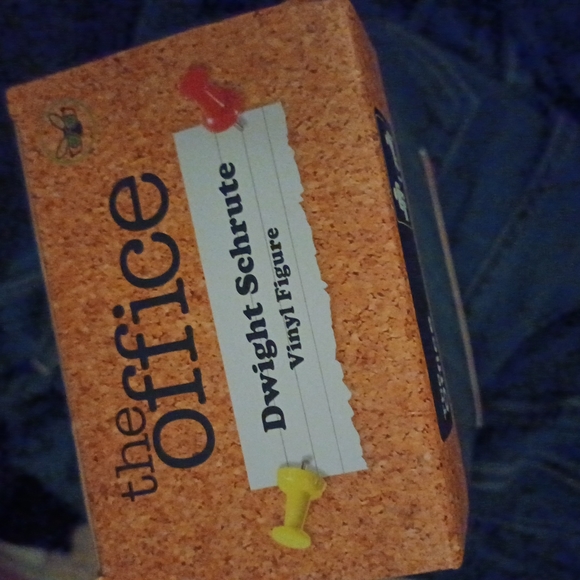 the
office
Dwight Schrute
Vinyl Figure